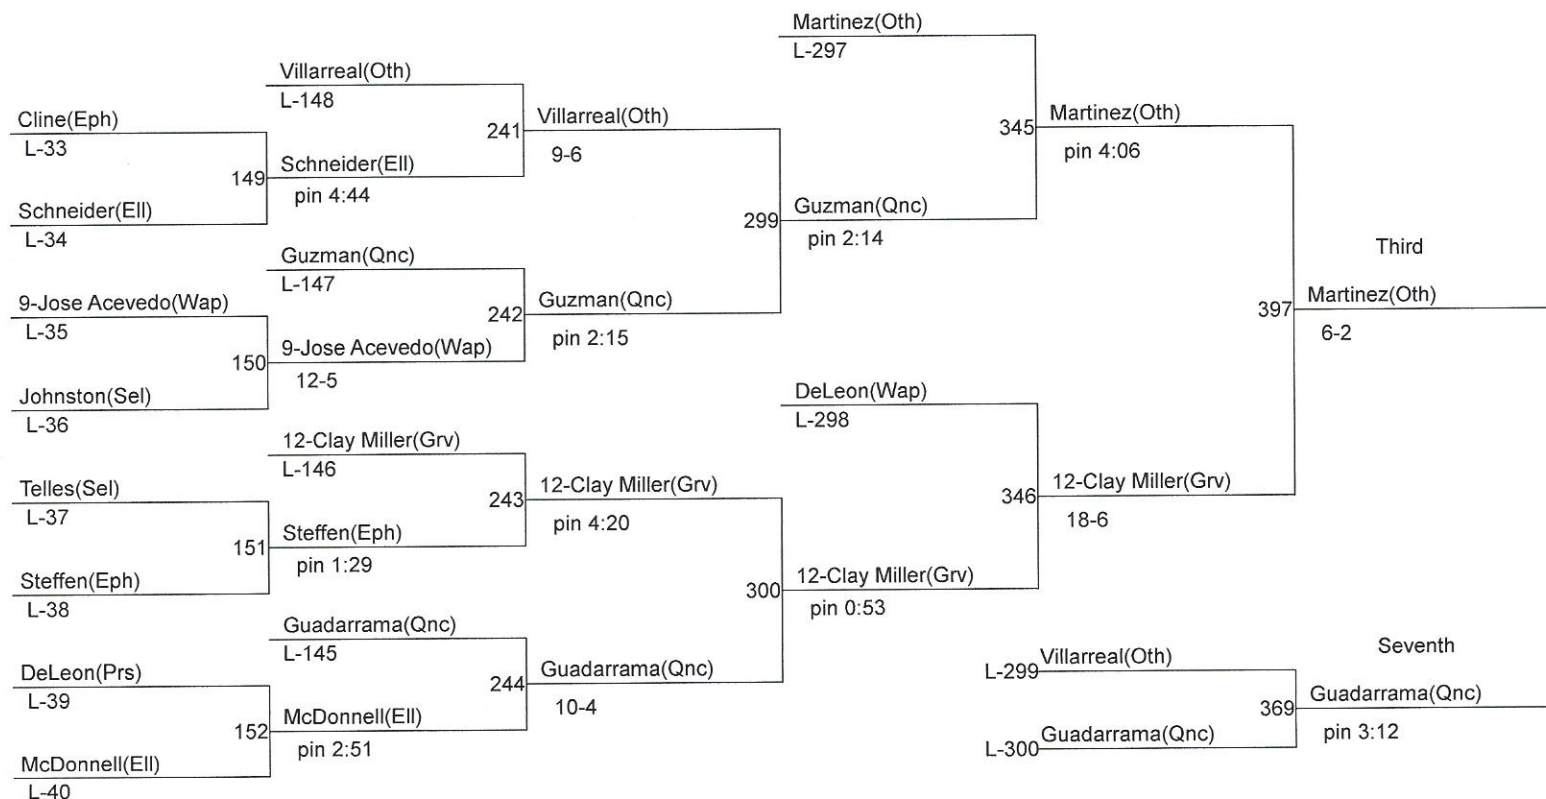 Cline(Eph)
L-33
Schneider(Ell)
L-34
9-Jose Acevedo(Wap)
L-35
Johnston(Sel)
L-36
Telles(Sel)
L-37
Steffen(Eph)
L-38
DeLeon(Prs)
L-39
McDonnell(Ell)
L-40
149
150
151
152
Villarreal(Oth)
L-148
Schneider(Ell)
pin 4:44
Guzman(Qnc)
L-147
9-Jose Acevedo(Wap)
12-5
12-Clay Miller(Grv)
L-146
Steffen(Eph)
pin 1:29
Guadarrama(Qnc)
L-145
McDonnell(Ell)
pin 2:51
241
242
243
244
Villarreal(Oth)
9-6
Guzman(Qnc)
pin 2:15
12-Clay Miller(Grv)
pin 4:20
Guadarrama(Qnc)
10-4
299
300
Martinez(Oth)
L-297
Guzman(Qnc)
pin 2:14
DeLeon(Wap)
L-298
12-Clay Miller(Grv)
pin 0:53
345
346
Martinez(Oth)
pin 4:06
12-Clay Miller(Grv)
18-6
397
Third
Martinez(Oth)
6-2
L-299
Villarreal(Oth)
L-300
Guadarrama(Qnc)
369
Seventh
Guadarrama(Qnc)
pin 3:12